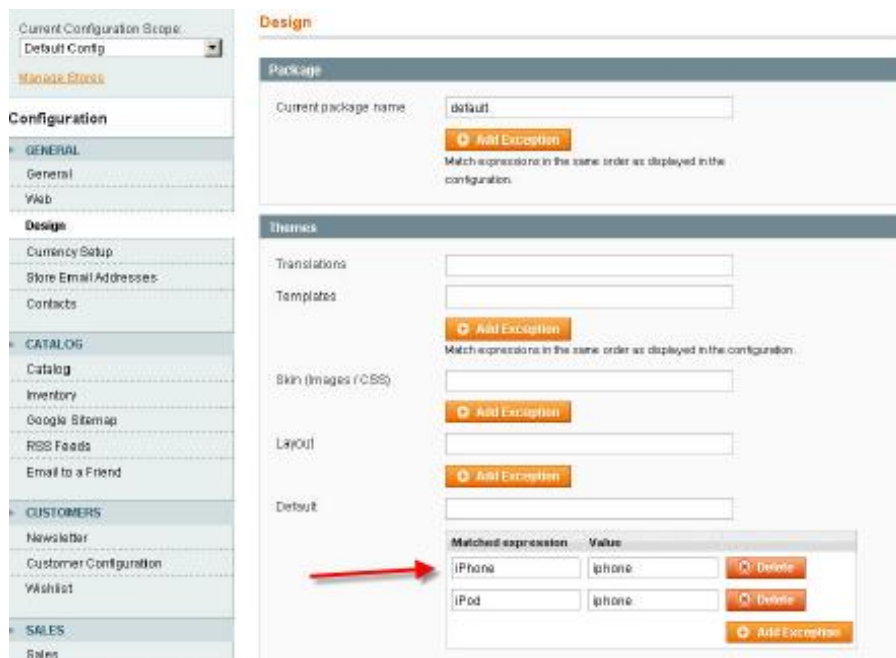 Current Configuration Scope:
Default Config
Manage Stores
Configuration
GENERAL
General
Web
Design
Currency Setup
Store Email Addresses
Contacts
CATALOG
Catalog
Inventory
Google Sitemap
RSS Feeds
Email to a Friend
CUSTOMERS
Newsletter
Customer Configuration
Wishlist
SALES
Sales
Design
Package
Current package name
default
Add Exception
Match expressions in the same order as displayed in the
configuration.
Themes
Translations
Templates
Add Exception
Match expressions in the same order as displayed in the configuration.
Skin (Images / CSS)
Add Exception
Layout
Add Exception
Default
Matched expression Value
iPhone iphone Delete
iPod iphone Delete
Add Exception